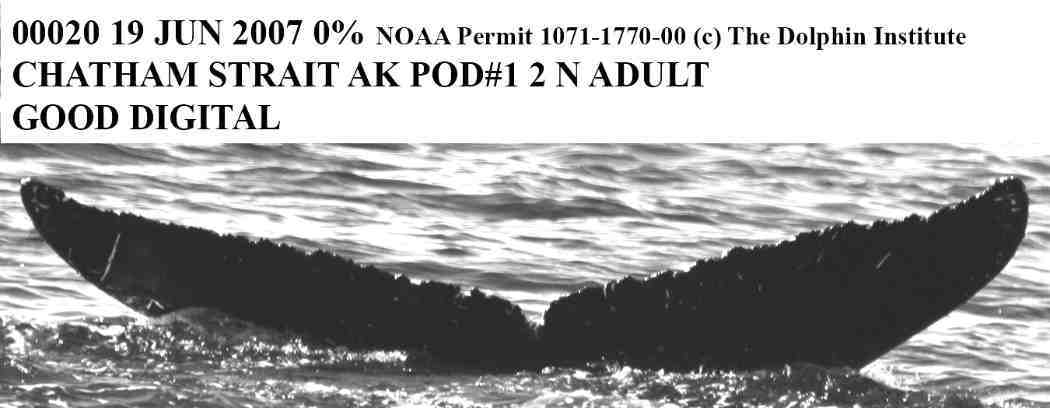 00020 19 JUN 2007 0% NOAA Permit 1071-1770-00 (c) The Dolphin Institute
CHATHAM STRAIT AK POD#1 2 N ADULT
GOOD DIGITAL